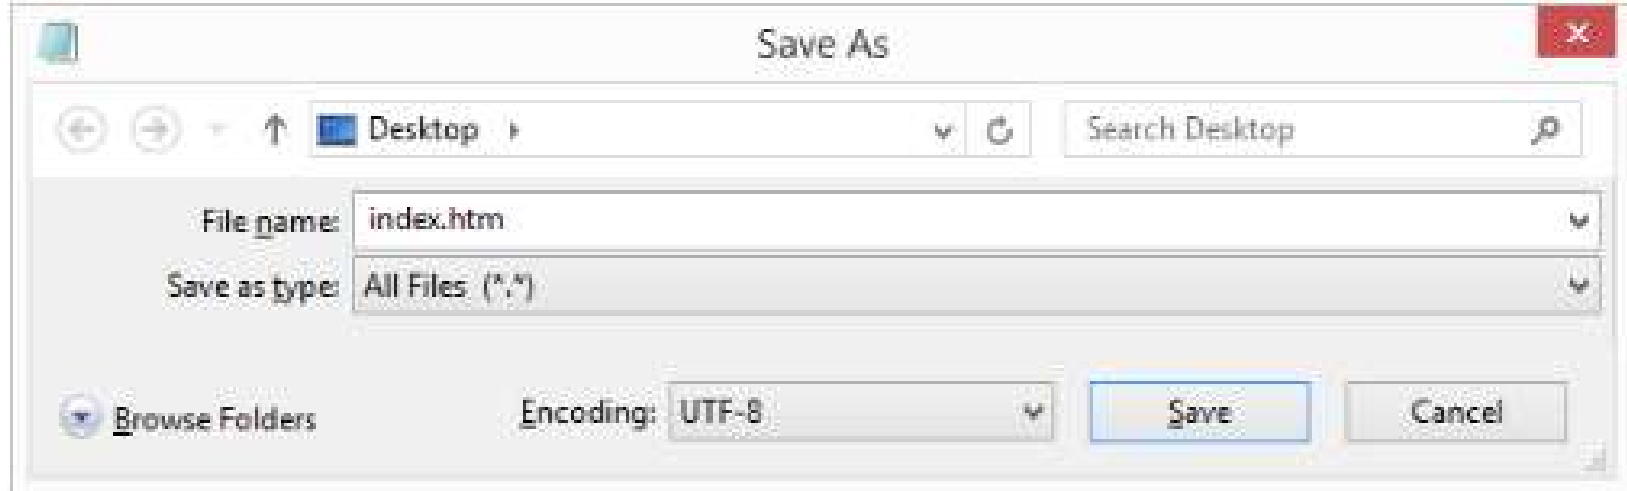 Save As
Desktop
Search Desktop
File name: index.htm
Save as type: All Files (*.*)
Browse Folders
Encoding: UTF-8
Save
Cancel